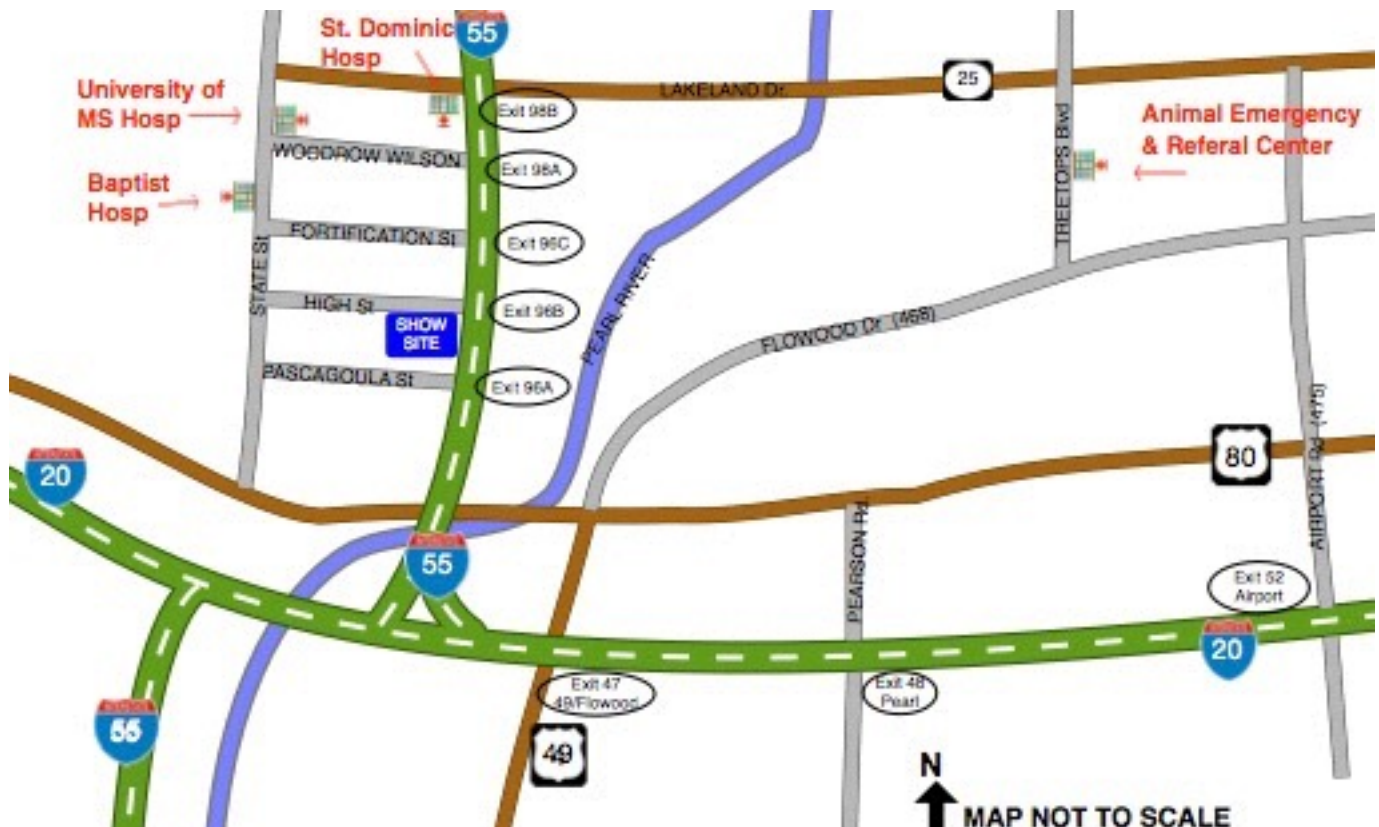 St. Dominic
Hosp
55
University of
MS Hosp
Exit 98B
LAKELAND Dr.
25
Animal Emergency
& Referal Center
TREETOPS Blvd
WOODROW WILSON
Exit 98A
Baptist
Hosp
STATE St
FORTIFICATION St
Exit 96C
HIGH St
Exit 96B
SHOW
SITE
PEARL RIVER
FLOWOOD Dr. (468)
PASCAGOULA St
Exit 96A
AIRPORT Rd. (475)
80
20
55
PEARSON Rd.
Exit 52
Airport
20
Exit 47
49/Flowood
Exit 48
Pearl
55
49
N
MAP NOT TO SCALE